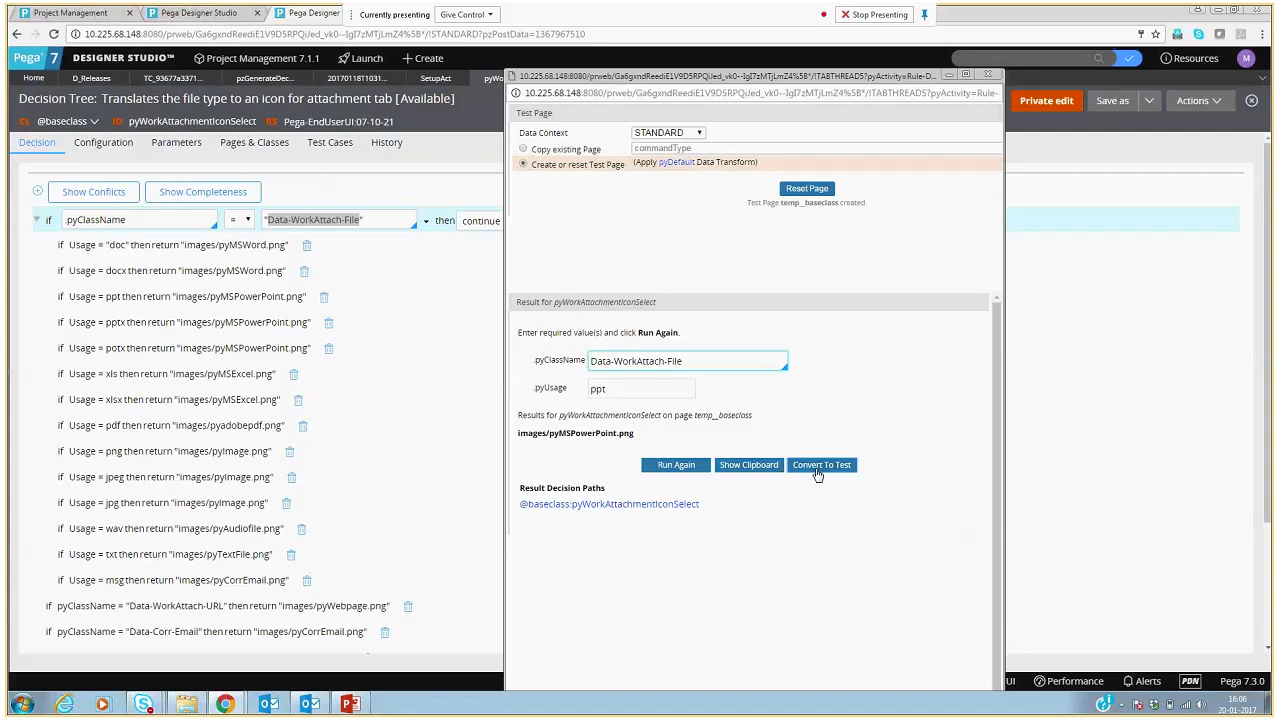 Project Management
Pega Designer Studio
Pega Designer
Currently presenting
Give Control
Stop Presenting
10.225.68.148:8080/prweb/Ga6gxndReediE1V9D5RPQiJed_vk0--IgI7zMTjLmZ4%5B*/!STANDARD?pzPostData=1367967510
Pega 7
DESIGNER STUDIO™
Project Management 7.1.1
Launch
Create
Resources
M
Home
D_Releases
TC_93677a3371...
pzGenerateDec...
20170118T1031...
SetupAct
pyWo
10.225.68.148:8080/prweb/Ga6gxndReediE1V9D5RPQiJed_vk0--IgI7zMTjLmZ4%5B*/!TABTHREAD5?pyActivity=Rule-D...
10.225.68.148:8080/prweb/Ga6gxndReediE1V9D5RPQiJed_vk0--IgI7zMTjLmZ4%5B*/!TABTHREAD5?pyActivity=Rule-
Decision Tree: Translates the file type to an icon for attachment tab [Available]
Private edit
Save as
Actions
CL @baseclass
ID pyWorkAttachmentIconSelect
RS Pega-EndUserUI:07-10-21
Decision
Configuration
Parameters
Pages & Classes
Test Cases
History
Test Page
Data Context
STANDARD
Copy existing Page
commandType
Create or reset Test Page
(Apply pyDefault Data Transform)
Reset Page
Test Page temp__baseclass created.
Show Conflicts
Show Completeness
if .pyClassName = "Data-WorkAttach-File" then continue
if Usage = "doc" then return "images/pyMSWord.png"
if Usage = docx then return "images/pyMSWord.png"
if Usage = ppt then return "images/pyMSPowerPoint.png"
if Usage = pptx then return "images/pyMSPowerPoint.png"
if Usage = potx then return "images/pyMSPowerPoint.png"
if Usage = xls then return "images/pyMSExcel.png"
if Usage = xlsx then return "images/pyMSExcel.png"
if Usage = pdf then return "images/pyadobepdf.png"
if Usage = png then return "images/pyImage.png"
if Usage = jpeg then return "images/pyImage.png"
if Usage = jpg then return "images/pyImage.png"
if Usage = wav then return "images/pyAudiofile.png"
if Usage = txt then return "images/pyTextFile.png"
if Usage = msg then return "images/pyCorrEmail.png"
if pyClassName = "Data-WorkAttach-URL" then return "images/pyWebpage.png"
if pyClassName = "Data-Corr-Email" then return "images/pyCorrEmail.png"
Result for pyWorkAttachmentIconSelect
Enter required value(s) and click Run Again.
.pyClassName
Data-WorkAttach-File
.pyUsage
ppt
Results for pyWorkAttachmentIconSelect on page temp__baseclass
images/pyMSPowerPoint.png
Run Again
Show Clipboard
Convert To Test
Result Decision Paths
@baseclass:pyWorkAttachmentIconSelect
UI
Performance
Alerts
PDN
Pega 7.3.0
16:06
20-01-2017